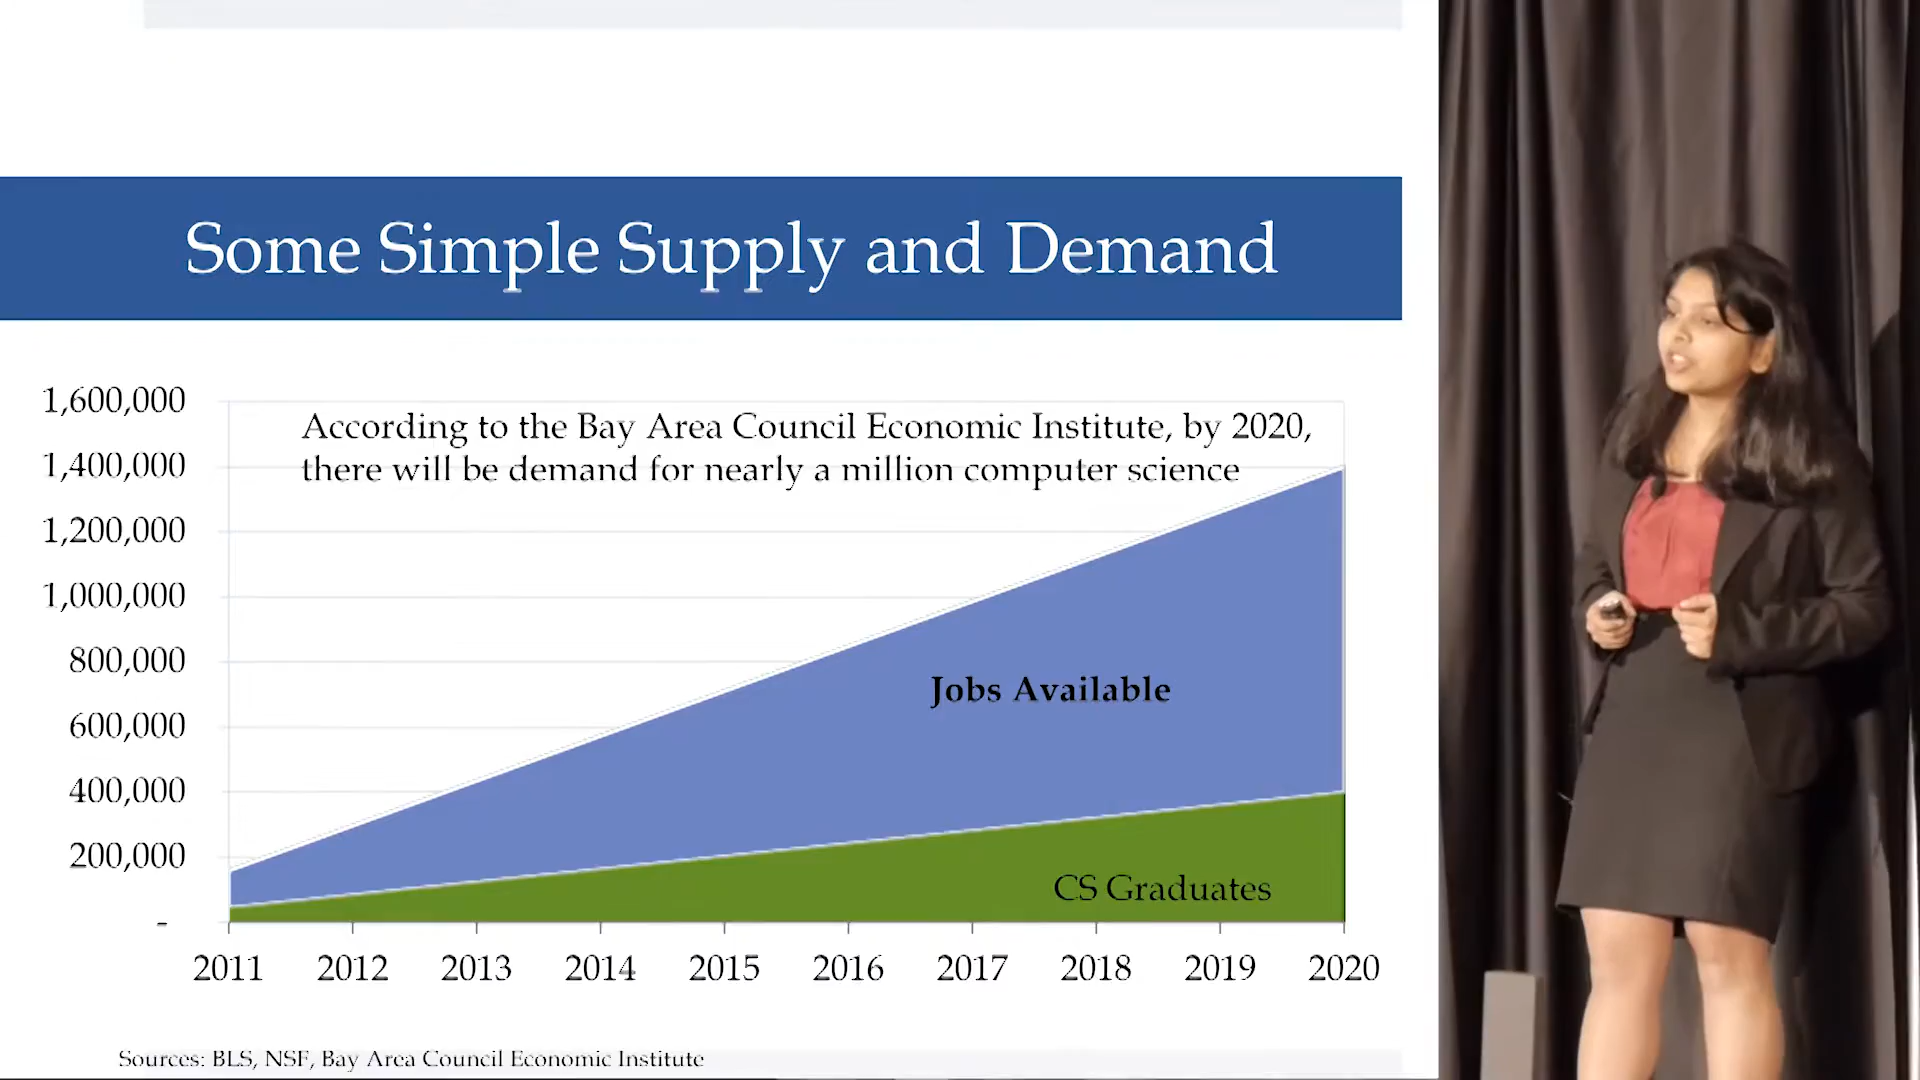 Some Simple Supply and Demand
1,600,000
1,400,000
1,200,000
1,000,000
800,000
600,000
400,000
200,000
-
According to the Bay Area Council Economic Institute, by 2020,
there will be demand for nearly a million computer science
Jobs Available
CS Graduates
2011 2012 2013 2014 2015 2016 2017 2018 2019 2020
Sources: BLS, NSF, Bay Area Council Economic Institute